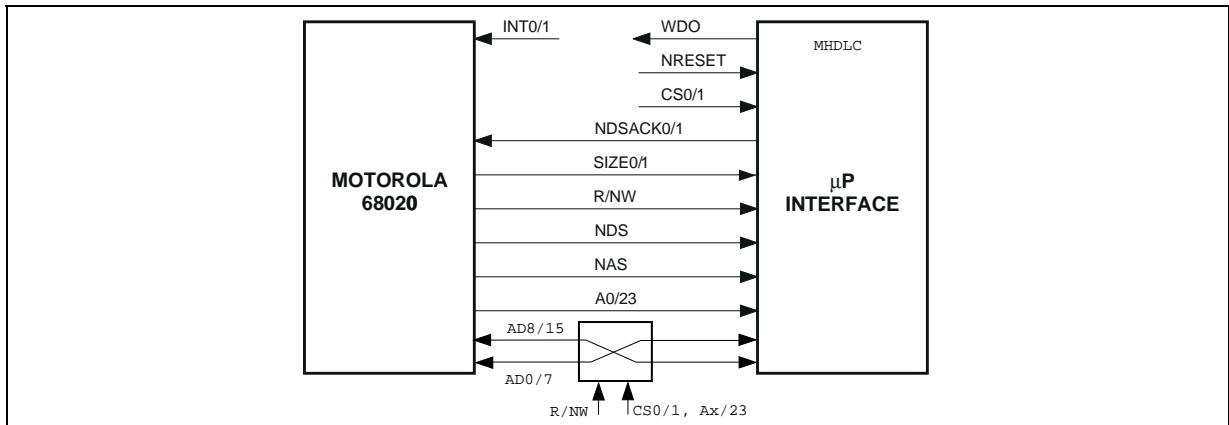 INT0/1
WDO
MHDLC
NRESET
CS0/1
NDSACK0/1
SIZE0/1
MOTOROLA
68020
µP
INTERFACE
R/NW
NDS
NAS
A0/23
AD8/15
AD0/7
R/NW
CS0/1, Ax/23